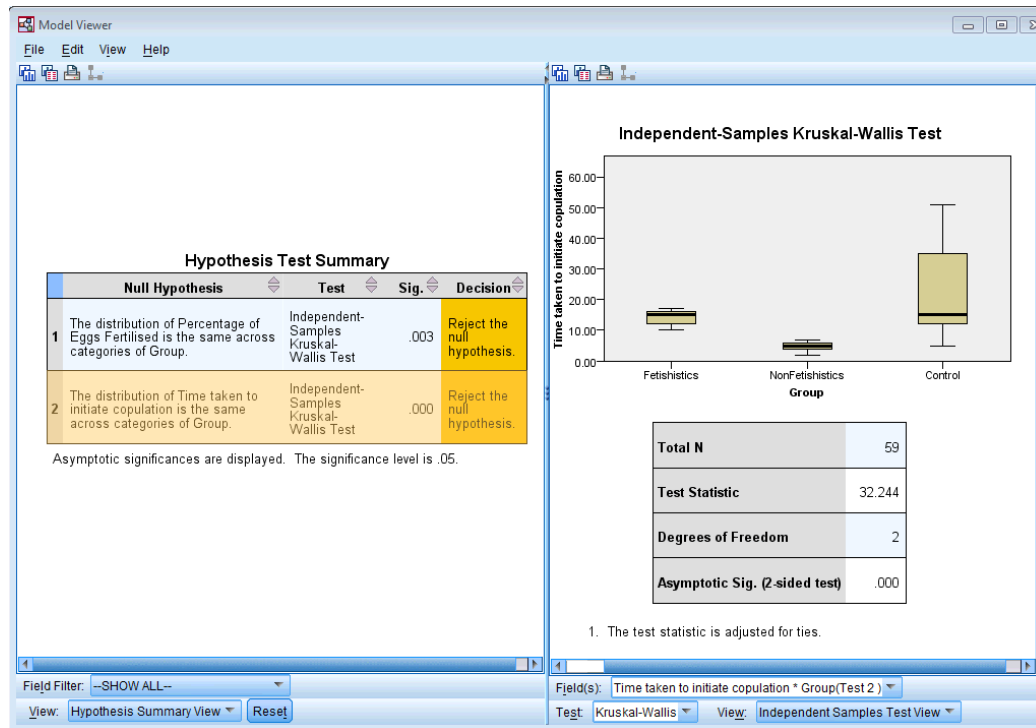 Model Viewer
File Edit View Help
Hypothesis Test Summary
Null Hypothesis Test Sig. Decision
1
The distribution of Percentage of
Eggs Fertilised is the same across
categories of Group.
Independent-
Samples
Kruskal-
Wallis Test
.003
Reject the
null
hypothesis.
2
The distribution of Time taken to
initiate copulation is the same
across categories of Group.
Independent-
Samples
Kruskal-
Wallis Test
.000
Reject the
null
hypothesis.
Asymptotic significances are displayed. The significance level is .05.
Field Filter: --SHOW ALL--
View: Hypothesis Summary View Reset
Independent-Samples Kruskal-Wallis Test
Time taken to initiate copulation
60.00
50.00
40.00
30.00
20.00
10.00
0.00
Fetishistics NonFetishistics Control
Group
Total N 59
Test Statistic 32.244
Degrees of Freedom 2
Asymptotic Sig. (2-sided test) .000
1. The test statistic is adjusted for ties.
Field(s): Time taken to initiate copulation * Group(Test 2 )
Test: Kruskal-Wallis View: Independent Samples Test View